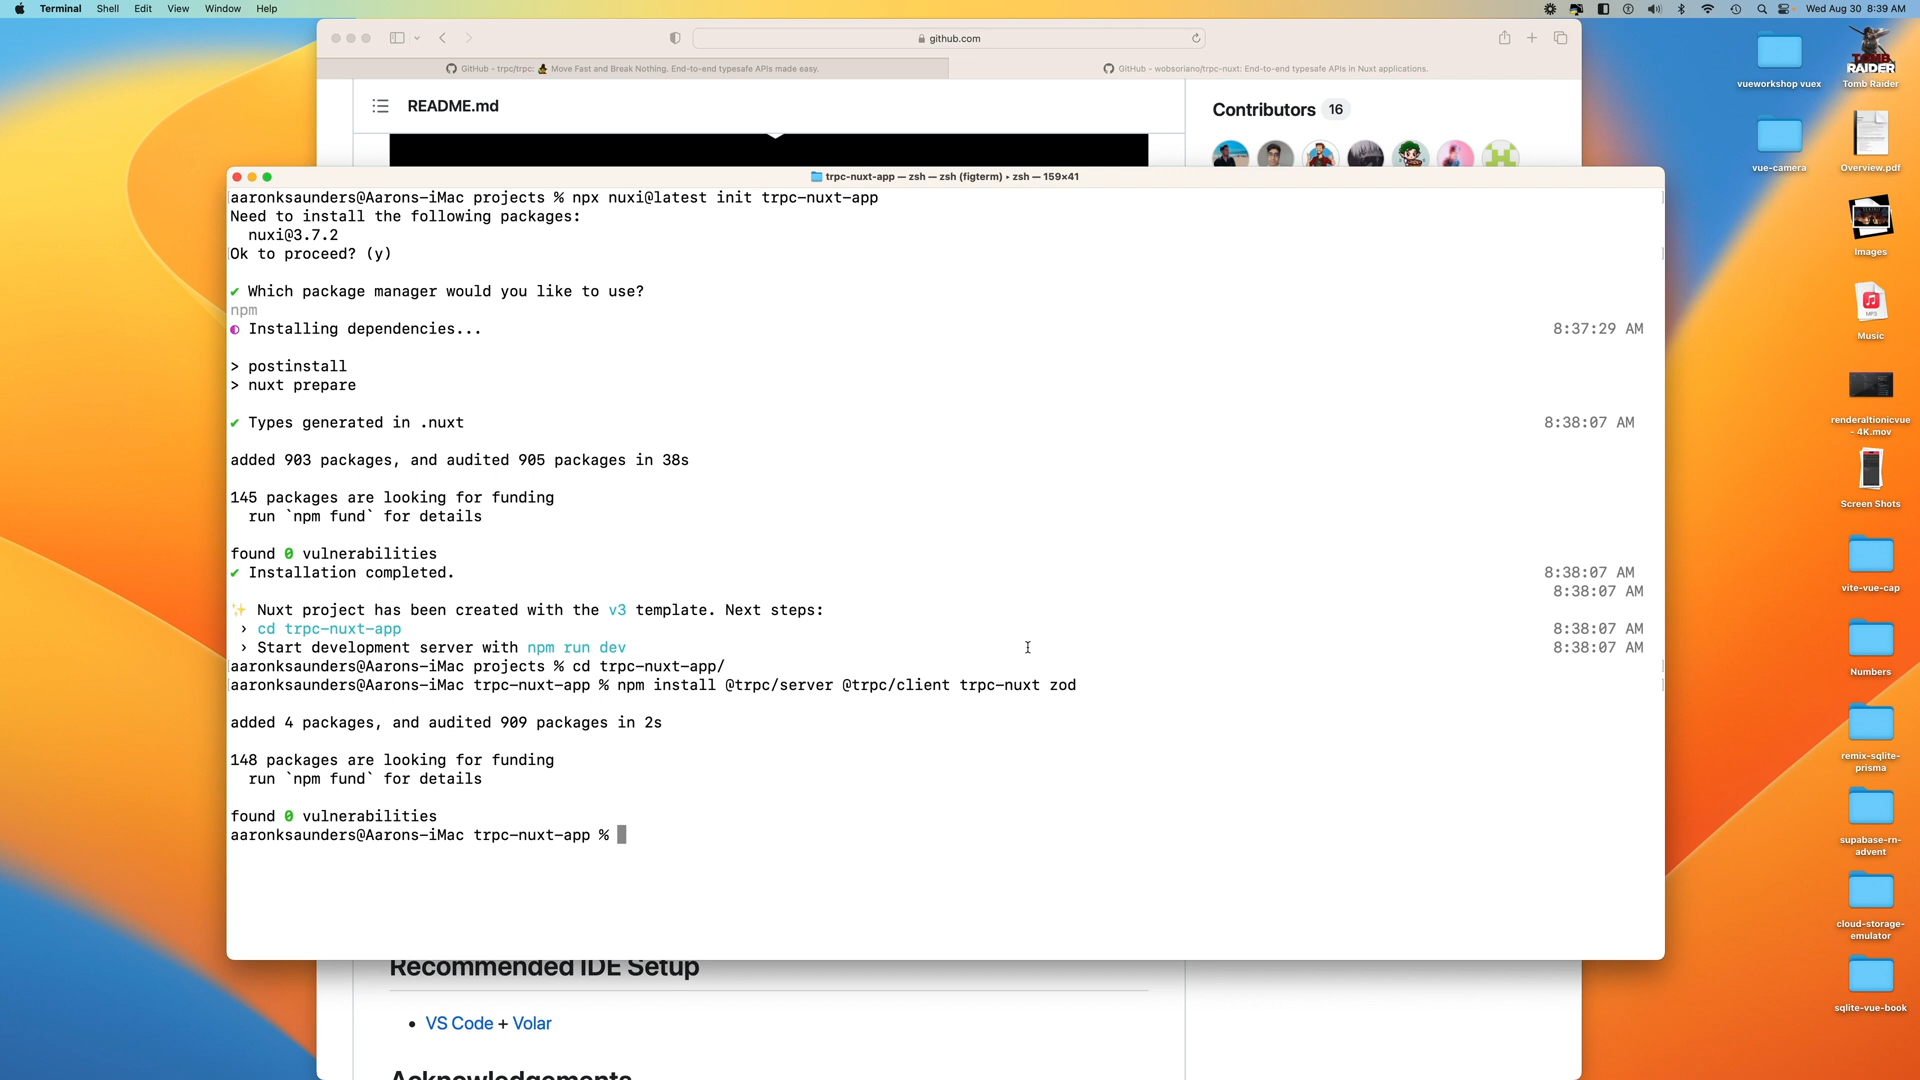 Terminal Shell Edit View Window Help Wed Aug 30 8:39 AM
github.com
GitHub - trpc/trpc: 🧙‍♀️ Move Fast and Break Nothing. End-to-end typesafe APIs made easy.
GitHub - wobsoriano/trpc-nuxt: End-to-end typesafe APIs in Nuxt applications.
README.md
Contributors 16
trpc-nuxt-app — zsh — zsh (figterm) ▸ zsh — 159×41
aaronksaunders@Aarons-iMac projects % npx nuxi@latest init trpc-nuxt-app
Need to install the following packages:
nuxi@3.7.2
Ok to proceed? (y)
✔ Which package manager would you like to use?
npm
◐ Installing dependencies... 8:37:29 AM
> postinstall
> nuxt prepare
✔ Types generated in .nuxt 8:38:07 AM
added 903 packages, and audited 905 packages in 38s
145 packages are looking for funding
run `npm fund` for details
found 0 vulnerabilities
✔ Installation completed. 8:38:07 AM
8:38:07 AM
✨ Nuxt project has been created with the v3 template. Next steps:
› cd trpc-nuxt-app 8:38:07 AM
› Start development server with npm run dev 8:38:07 AM
aaronksaunders@Aarons-iMac projects % cd trpc-nuxt-app/
aaronksaunders@Aarons-iMac trpc-nuxt-app % npm install @trpc/server @trpc/client trpc-nuxt zod
added 4 packages, and audited 909 packages in 2s
148 packages are looking for funding
run `npm fund` for details
found 0 vulnerabilities
aaronksaunders@Aarons-iMac trpc-nuxt-app %
Recommended IDE Setup
• VS Code + Volar
Acknowledgements
vueworkshop vuex
TOMB RAIDER
Tomb Raider
vue-camera
Overview.pdf
Images
MP3
Music
renderaltionicvue
- 4K.mov
Screen Shots
vite-vue-cap
Numbers
remix-sqlite-
prisma
supabase-rn-
advent
cloud-storage-
emulator
sqlite-vue-book